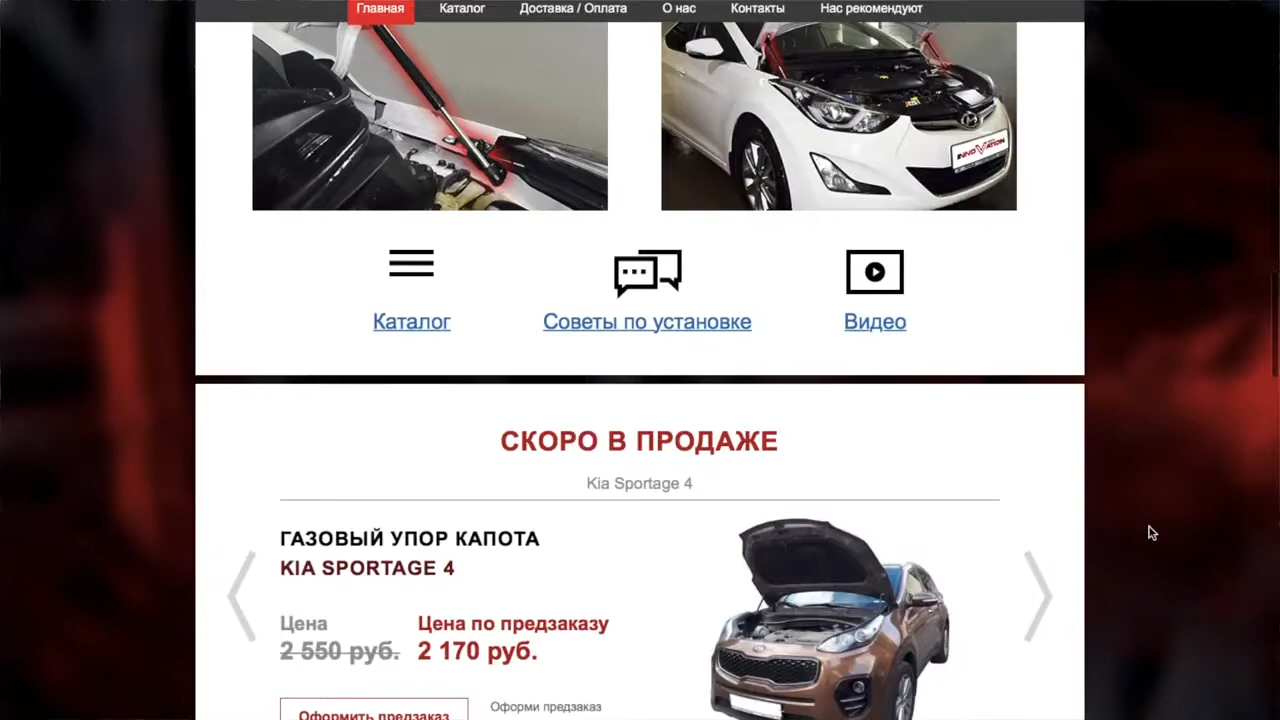 Главная Каталог Доставка / Оплата О нас Контакты Нас рекомендуют
INNOVATION
Каталог Советы по установке Видео
СКОРО В ПРОДАЖЕ
Kia Sportage 4
ГАЗОВЫЙ УПОР КАПОТА
KIA SPORTAGE 4
Цена Цена по предзаказу
2 550 руб. 2 170 руб.
Оформить предзаказ Оформи предзаказ